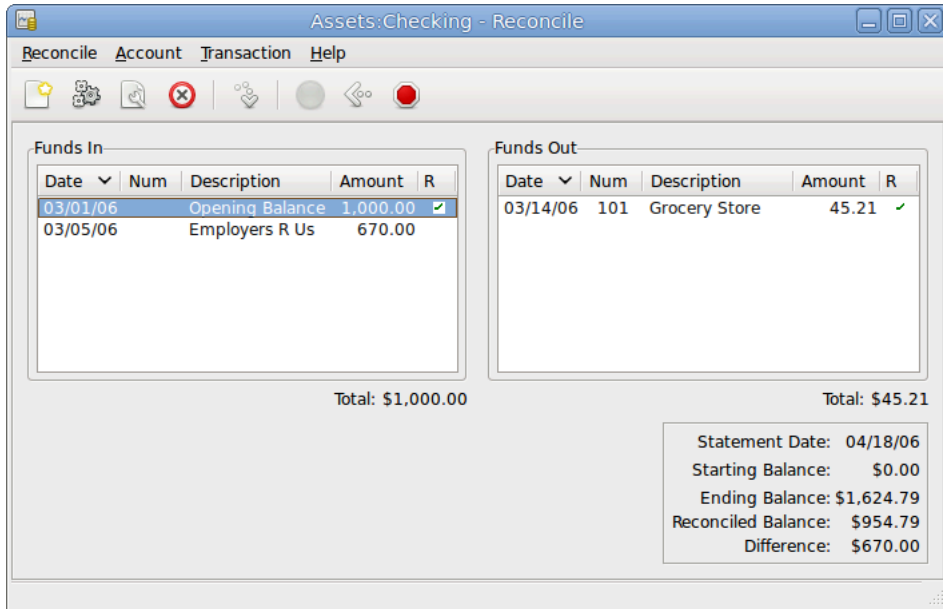 Assets:Checking - Reconcile
Reconcile Account Transaction Help
Funds In
Date Num Description Amount R
03/01/06 Opening Balance 1,000.00
03/05/06 Employers R Us 670.00
Total: $1,000.00
Funds Out
Date Num Description Amount R
03/14/06 101 Grocery Store 45.21
Total: $45.21
Statement Date: 04/18/06
Starting Balance: $0.00
Ending Balance: $1,624.79
Reconciled Balance: $954.79
Difference: $670.00